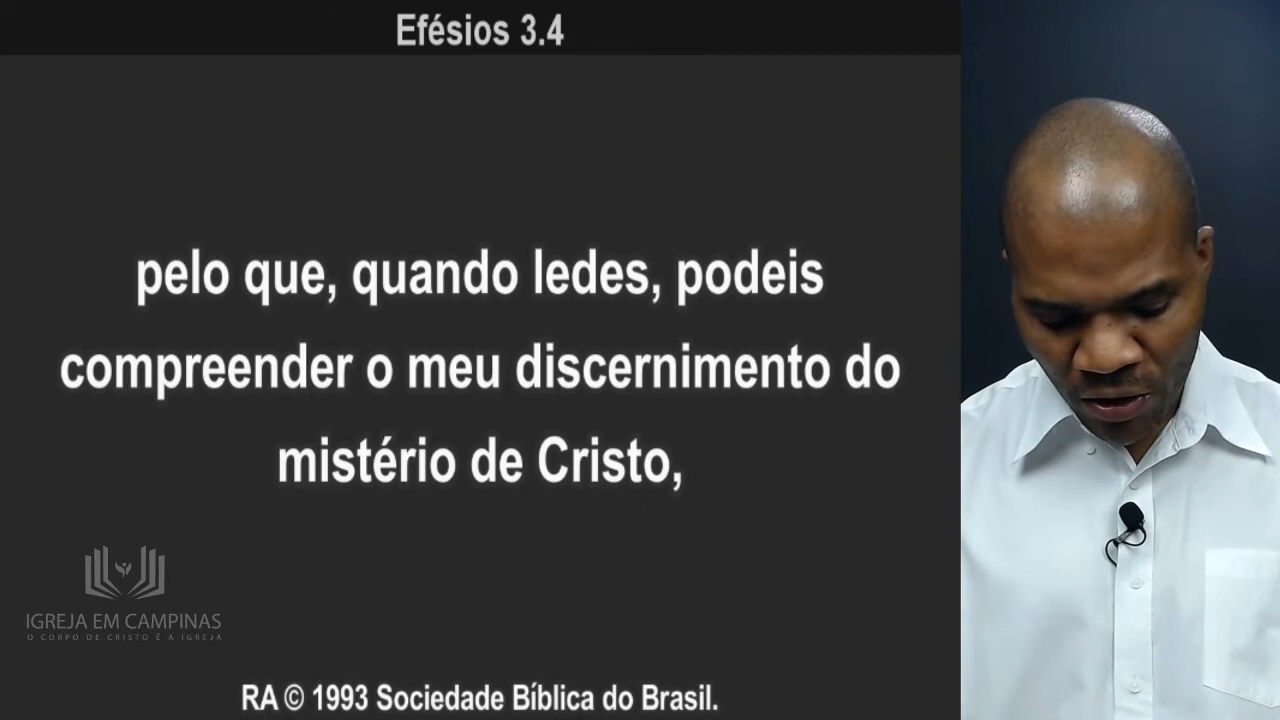 Efésios 3.4
pelo que, quando ledes, podeis
compreender o meu discernimento do
mistério de Cristo,
IGREJA EM CAMPINAS
O CORPO DE CRISTO É A IGREJA
RA © 1993 Sociedade Bíblica do Brasil.